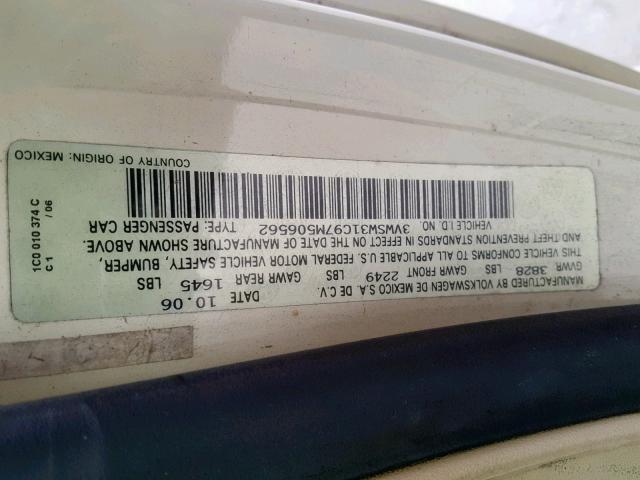 MANUFACTURED BY VOLKSWAGEN DE MEXICO S.A. DE C.V.
DATE 10.06
GVWR 3828 LBS GAWR FRONT 2249 LBS GAWR REAR 1645 LBS
THIS VEHICLE CONFORMS TO ALL APPLICABLE U.S. FEDERAL MOTOR VEHICLE SAFETY, BUMPER,
AND THEFT PREVENTION STANDARDS IN EFFECT ON THE DATE OF MANUFACTURE SHOWN ABOVE.
VEHICLE I.D. NO. 3VWSW31C97M506562 TYPE: PASSENGER CAR
COUNTRY OF ORIGIN: MEXICO
1C0 010 374 C
/ 06
C1